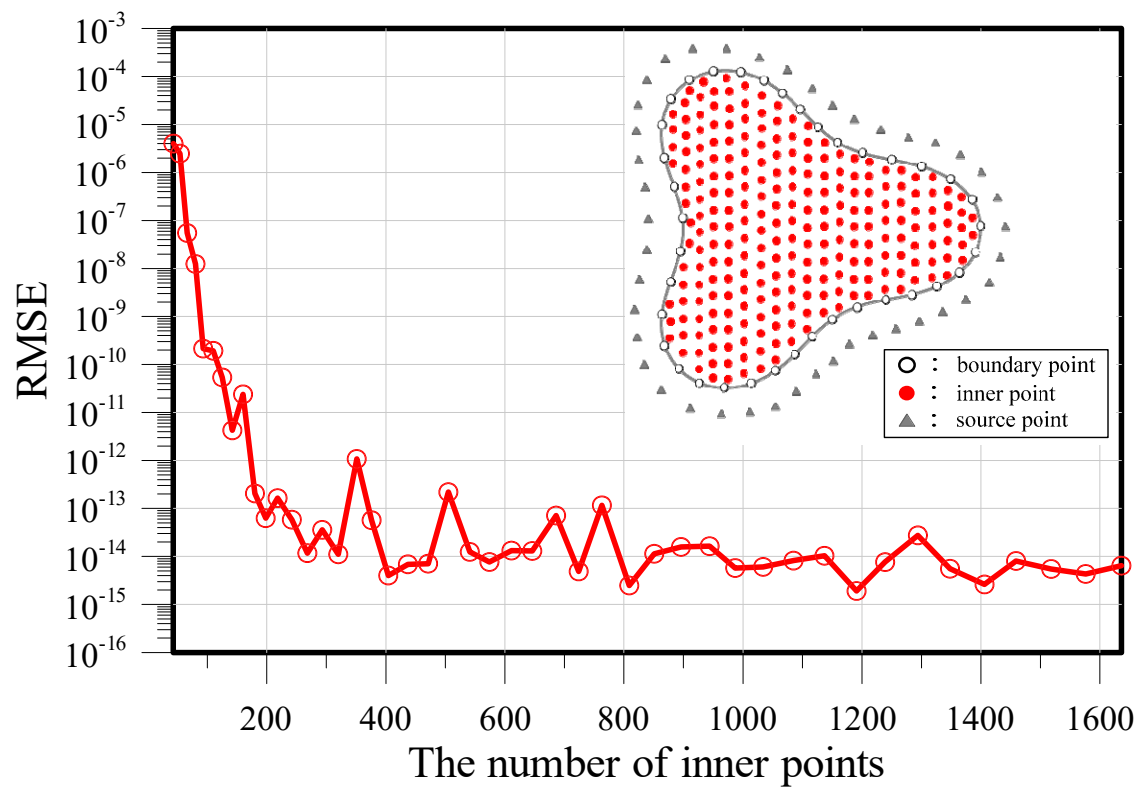 10-3
10-4
10-5
10-6
10-7
10-8
10-9
10-10
10-11
10-12
10-13
10-14
10-15
10-16
RMSE
: boundary point
: inner point
: source point
200 400 600 800 1000 1200 1400 1600
The number of inner points